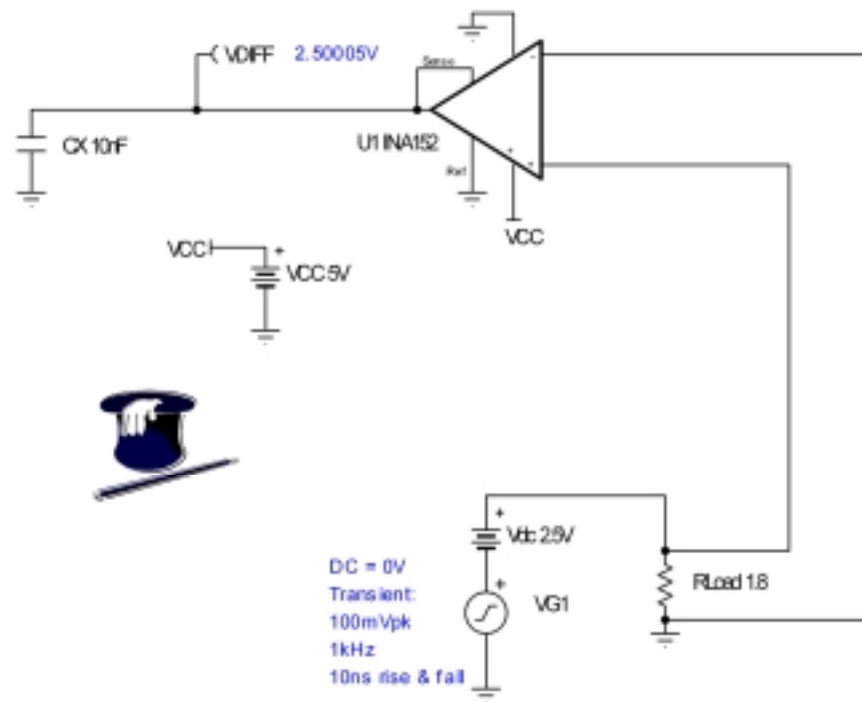 VDIFF 2.50005V
Sense
CX 10nF
U1 INA152
Ref
VCC
VCC
VCC 5V
Vdc 2.5V
DC = 0V
Transient:
100mVpk
1kHz
10ns rise & fall
VG1
RLoad 1.8